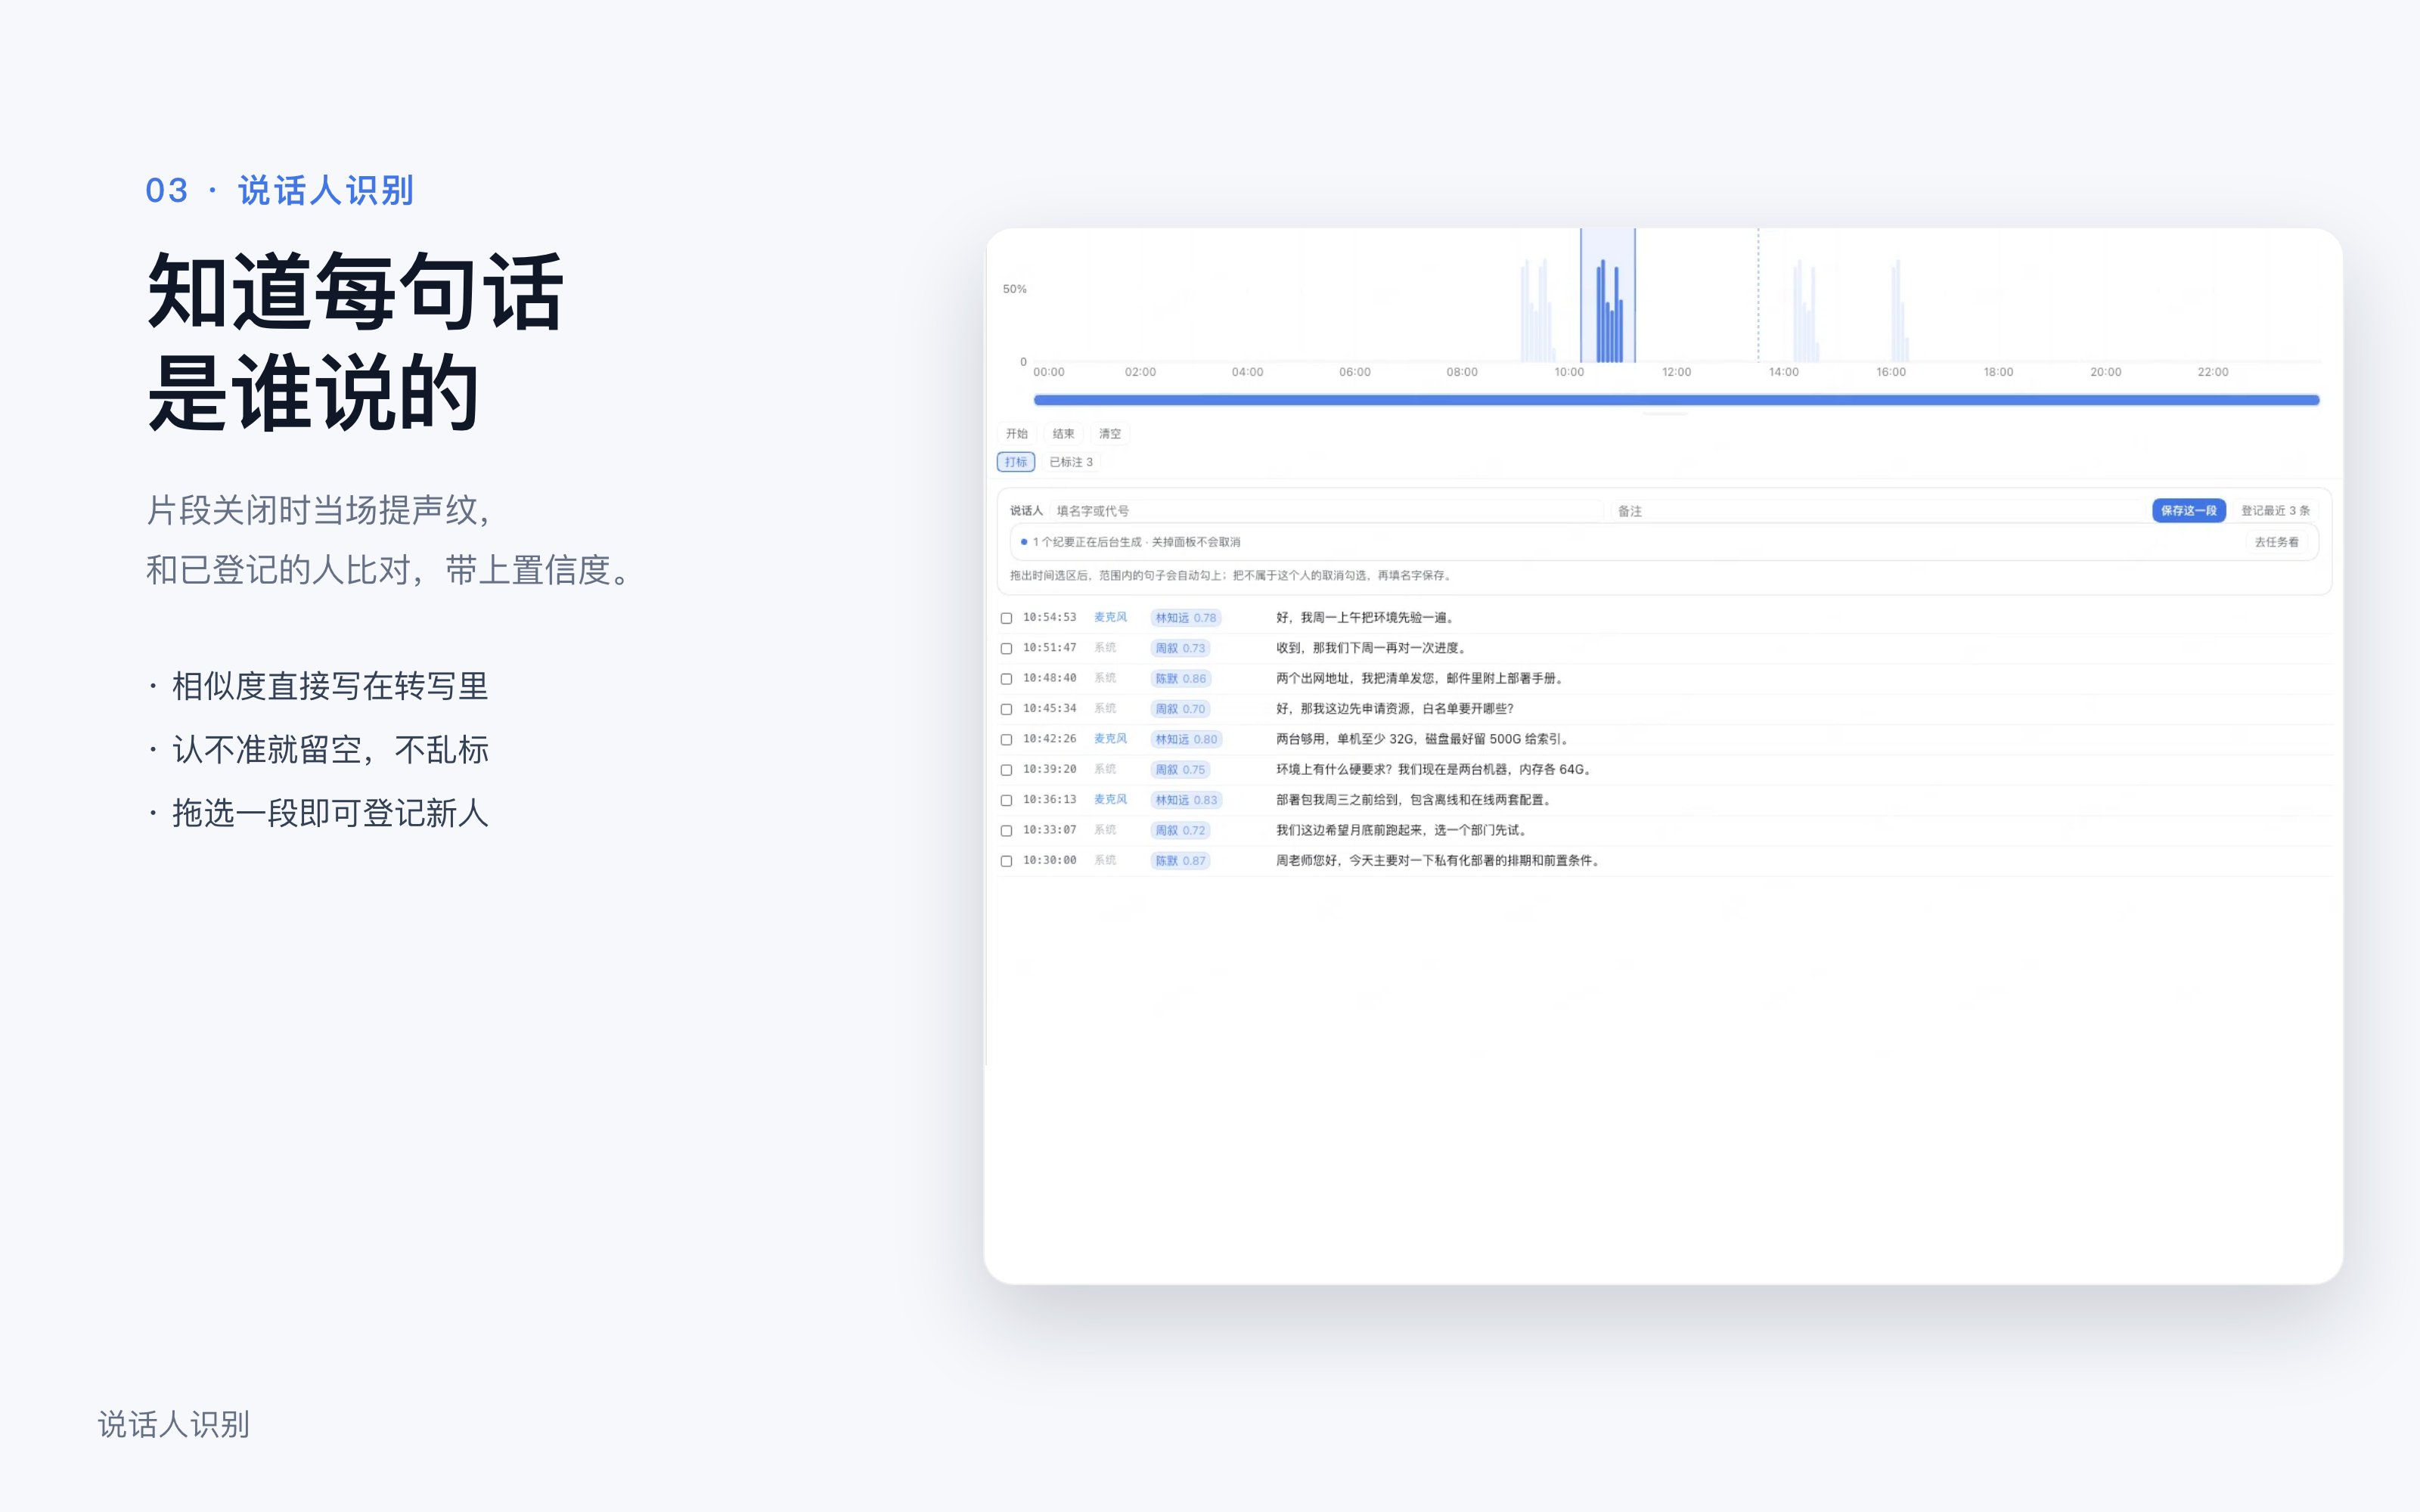 03 · 说话人识别
知道每句话
是谁说的
片段关闭时当场提声纹，
和已登记的人比对，带上置信度。
· 相似度直接写在转写里
· 认不准就留空，不乱标
· 拖选一段即可登记新人
说话人识别
50%
0
00:00 02:00 04:00 06:00 08:00 10:00 12:00 14:00 16:00 18:00 20:00 22:00
开始 结束 清空
打标 已标注 3
说话人 填名字或代号 备注 保存这一段 登记最近 3 条
1 个纪要正在后台生成 · 关掉面板不会取消 去任务看
拖出时间选区后，范围内的句子会自动勾上；把不属于这个人的取消勾选，再填名字保存。
10:54:53 麦克风 林知远 0.78 好，我周一上午把环境先验一遍。
10:51:47 系统 周叙 0.73 收到，那我们下周一再对一次进度。
10:48:40 系统 陈默 0.86 两个出网地址，我把清单发您，邮件里附上部署手册。
10:45:34 系统 周叙 0.70 好，那我这边先申请资源，白名单要开哪些？
10:42:26 麦克风 林知远 0.80 两台够用，单机至少 32G，磁盘最好留 500G 给索引。
10:39:20 系统 周叙 0.75 环境上有什么硬要求？我们现在是两台机器，内存各 64G。
10:36:13 麦克风 林知远 0.83 部署包我周三之前给到，包含离线和在线两套配置。
10:33:07 系统 周叙 0.72 我们这边希望月底前跑起来，选一个部门先试。
10:30:00 系统 陈默 0.87 周老师您好，今天主要对一下私有化部署的排期和前置条件。